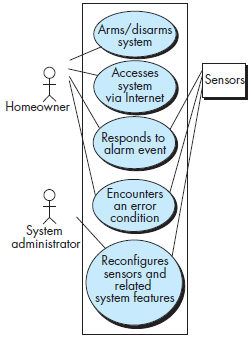 Arms/disarms
system
Accesses
system
via Internet
Sensors
Homeowner
Responds to
alarm event
Encounters
an error
condition
System
administrator
Reconfigures
sensors and
related
system features